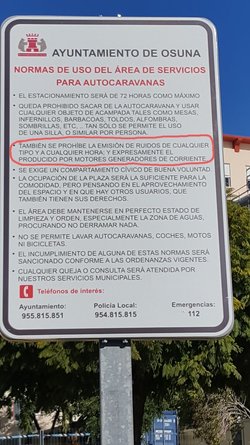 AYUNTAMIENTO DE OSUNA
NORMAS DE USO DEL ÁREA DE SERVICIOS
PARA AUTOCARAVANAS
• EL ESTACIONAMIENTO SERÁ DE 72 HORAS COMO MÁXIMO
• QUEDA PROHIBIDO SACAR DE LA AUTOCARAVANA Y USAR
CUALQUIER OBJETO DE ACAMPADA TALES COMO MESAS,
INFERNILLOS, BARBACOAS, TOLDOS, ALFOMBRAS,
SOMBRILLAS, ETC., TAN SÓLO SE PERMITE EL USO
DE UNA SILLA, O SIMILAR POR PERSONA.
• TAMBIÉN SE PROHÍBE LA EMISIÓN DE RUIDOS DE CUALQUIER
TIPO Y A CUALQUIER HORA; Y EXPRESAMENTE EL
PRODUCIDO POR MOTORES GENERADORES DE CORRIENTE.
• SE EXIGE UN COMPARTIMIENTO CÍVICO DE BUENA VOLUNTAD.
LA OCUPACIÓN DE LA PLAZA SERÁ LA SUFICIENTE PARA LA
COMODIDAD, PERO PENSANDO EN EL APROVECHAMIENTO
DEL ESPACIO Y EN QUE HAY OTROS USUARIOS, QUE
TAMBIÉN TIENEN SUS DERECHOS.
• EL ÁREA DEBE MANTENERSE EN PERFECTO ESTADO DE
LIMPIEZA Y ORDEN, ESPECIALMENTE LA ZONA DE AGUAS,
PROCURANDO NO DERRAMAR NADA.
• NO SE PERMITE LAVAR AUTOCARAVANAS, COCHES, MOTOS
NI BICICLETAS.
• EL INCUMPLIMIENTO DE ALGUNA DE ESTAS NORMAS SERÁ
SANCIONADO CONFORME A LAS ORDENANZAS VIGENTES.
• CUALQUIER QUEJA O CONSULTA SERÁ ATENDIDA POR
NUESTROS SERVICIOS MUNICIPALES.
Teléfonos de interés:
Ayuntamiento: Policía Local: Emergencias:
955.815.851 954.815.815 112